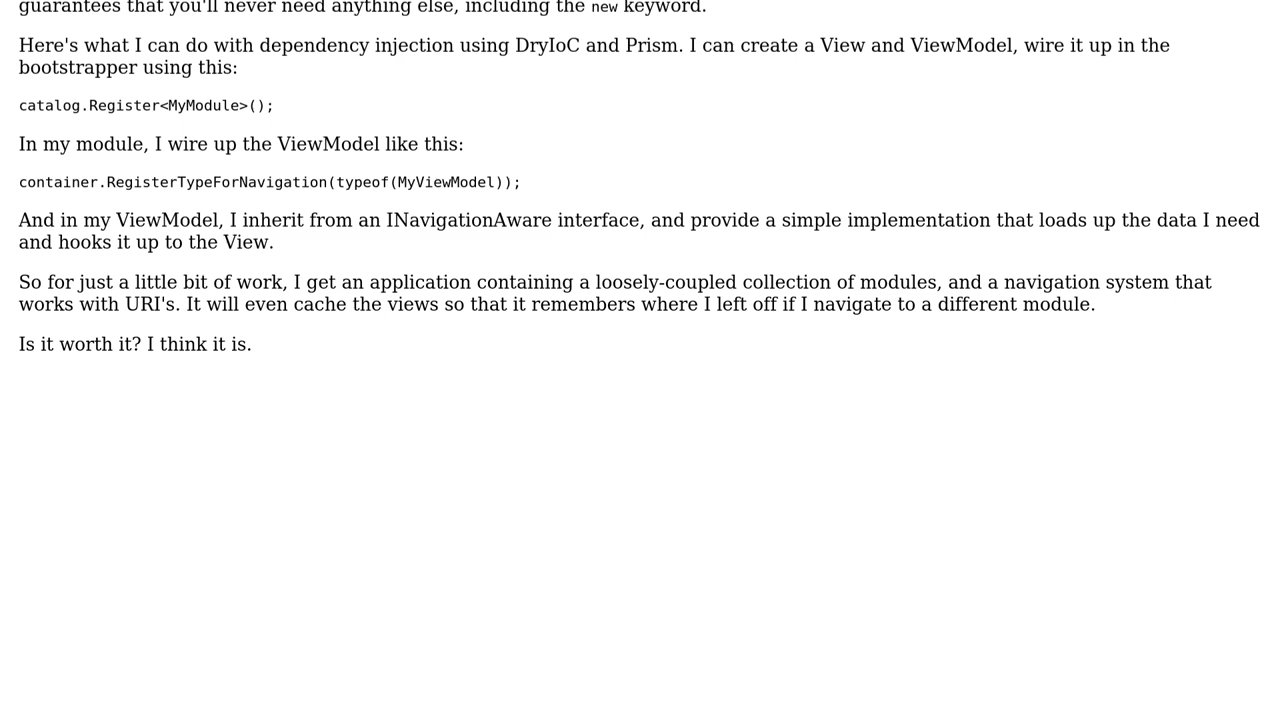 guarantees that you'll never need anything else, including the new keyword.
Here's what I can do with dependency injection using DryIoC and Prism. I can create a View and ViewModel, wire it up in the
bootstrapper using this:
catalog.Register<MyModule>();
In my module, I wire up the ViewModel like this:
container.RegisterTypeForNavigation(typeof(MyViewModel));
And in my ViewModel, I inherit from an INavigationAware interface, and provide a simple implementation that loads up the data I need
and hooks it up to the View.
So for just a little bit of work, I get an application containing a loosely-coupled collection of modules, and a navigation system that
works with URI's. It will even cache the views so that it remembers where I left off if I navigate to a different module.
Is it worth it? I think it is.